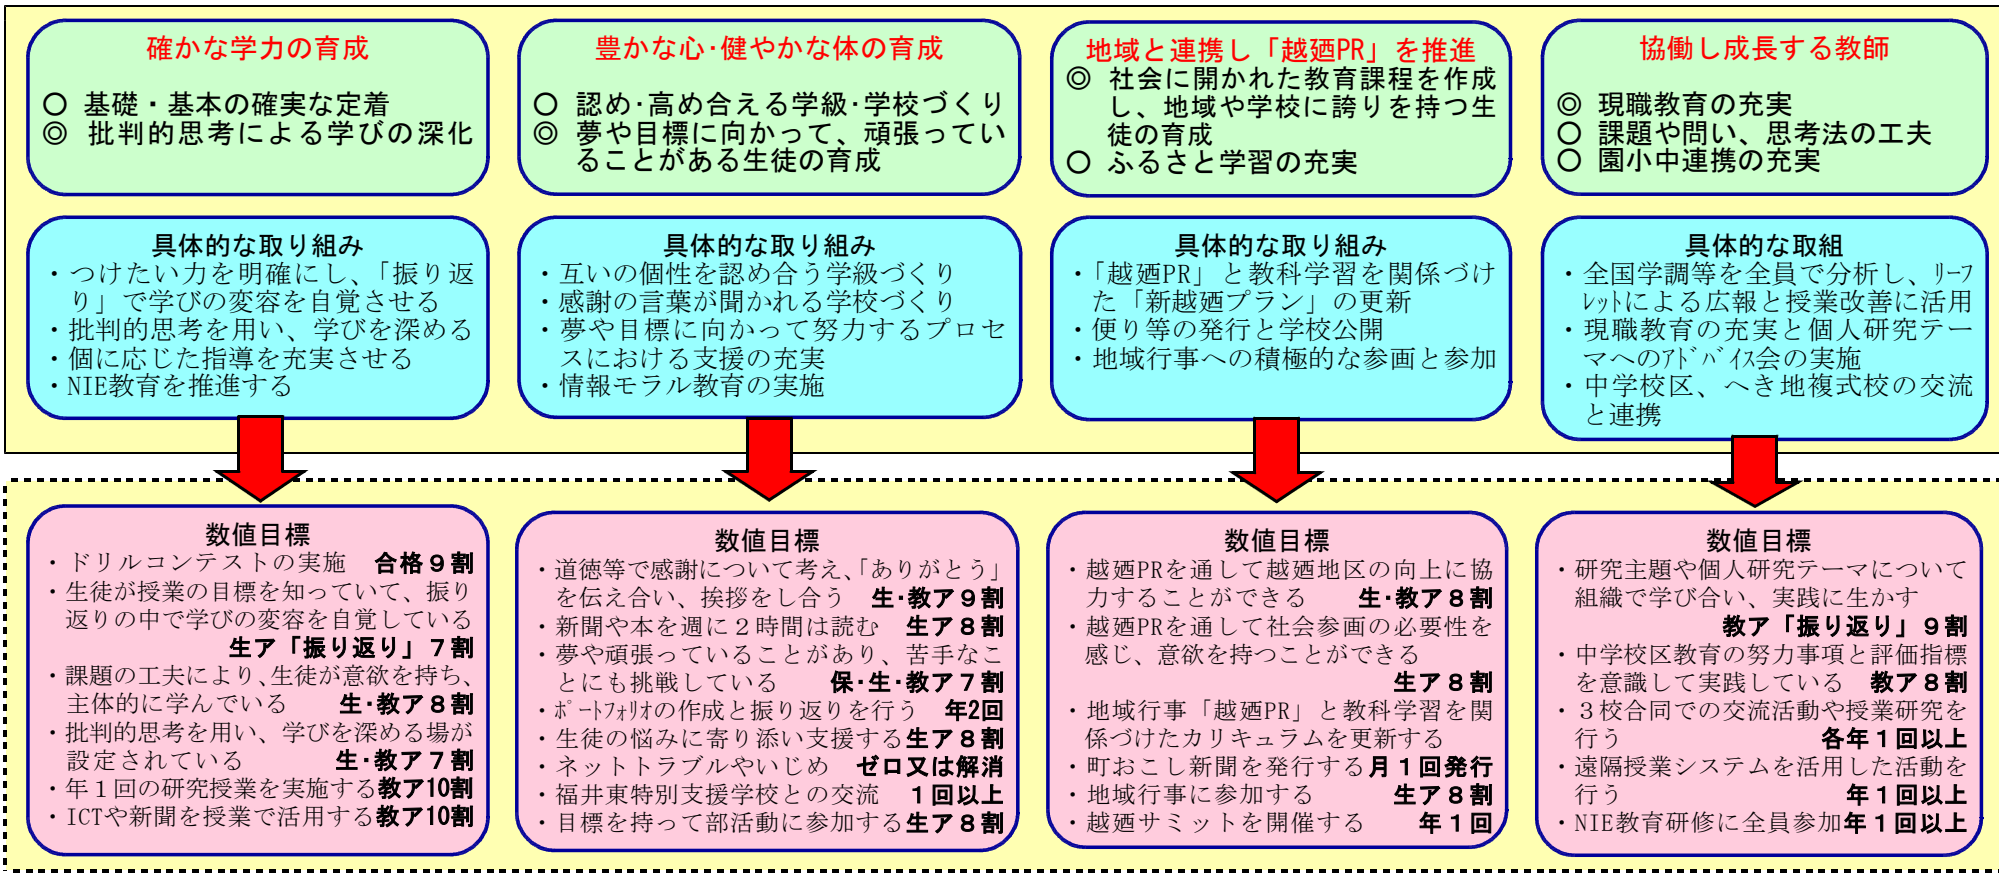 確かな学力の育成
○ 基礎・基本の確実な定着
◎ 批判的思考による学びの深化
豊かな心・健やかな体の育成
○ 認め・高め合える学級・学校づくり
◎ 夢や目標に向かって、頑張ってい
ることがある生徒の育成
地域と連携し「越廼PR」を推進
◎ 社会に開かれた教育課程を作成
し、地域や学校に誇りを持つ生
徒の育成
○ ふるさと学習の充実
協働し成長する教師
◎ 現職教育の充実
○ 課題や問い、思考法の工夫
○ 園小中連携の充実
具体的な取り組み
・つけたい力を明確にし、「振り返
り」で学びの変容を自覚させる
・批判的思考を用い、学びを深める
・個に応じた指導を充実させる
・NIE教育を推進する
具体的な取り組み
・互いの個性を認め合う学級づくり
・感謝の言葉が聞かれる学校づくり
・夢や目標に向かって努力するプロセ
スにおける支援の充実
・情報モラル教育の実施
具体的な取り組み
・「越廼PR」と教科学習を関係づけ
た「新越廼プラン」の更新
・便り等の発行と学校公開
・地域行事への積極的な参画と参加
具体的な取組
・全国学調等を全員で分析し、ﾘｰﾌ
ﾚｯﾄによる広報と授業改善に活用
・現職教育の充実と個人研究テー
マへのｱﾄﾞﾊﾞｲｽ会の実施
・中学校区、へき地複式校の交流
と連携
数値目標
・ドリルコンテストの実施 合格９割
・生徒が授業の目標を知っていて、振り
返りの中で学びの変容を自覚している
生ア「振り返り」７割
・課題の工夫により、生徒が意欲を持ち、
主体的に学んでいる 生・教ア８割
・批判的思考を用い、学びを深める場が
設定されている 生・教ア７割
・年１回の研究授業を実施する教ア10割
・ICTや新聞を授業で活用する教ア10割
数値目標
・道徳等で感謝について考え、「ありがとう」
を伝え合い、挨拶をし合う 生・教ア９割
・新聞や本を週に２時間は読む 生ア８割
・夢や頑張っていることがあり、苦手なこ
とにも挑戦している 保・生・教ア７割
・ﾎﾟｰﾄﾌｫﾘｵの作成と振り返りを行う 年2回
・生徒の悩みに寄り添い支援する生ア８割
・ネットトラブルやいじめ ゼロ又は解消
・福井東特別支援学校との交流 １回以上
・目標を持って部活動に参加する生ア８割
数値目標
・越廼PRを通して越廼地区の向上に協
力することができる 生・教ア８割
・越廼PRを通して社会参画の必要性を
感じ、意欲を持つことができる
生ア８割
・地域行事「越廼PR」と教科学習を関
係づけたカリキュラムを更新する
・町おこし新聞を発行する月１回発行
・地域行事に参加する 生ア８割
・越廼サミットを開催する 年１回
数値目標
・研究主題や個人研究テーマについて
組織で学び合い、実践に生かす
教ア「振り返り」９割
・中学校区教育の努力事項と評価指標
を意識して実践している 教ア８割
・３校合同での交流活動や授業研究を
行う 各年１回以上
・遠隔授業システムを活用した活動を
行う 年１回以上
・NIE教育研修に全員参加年１回以上